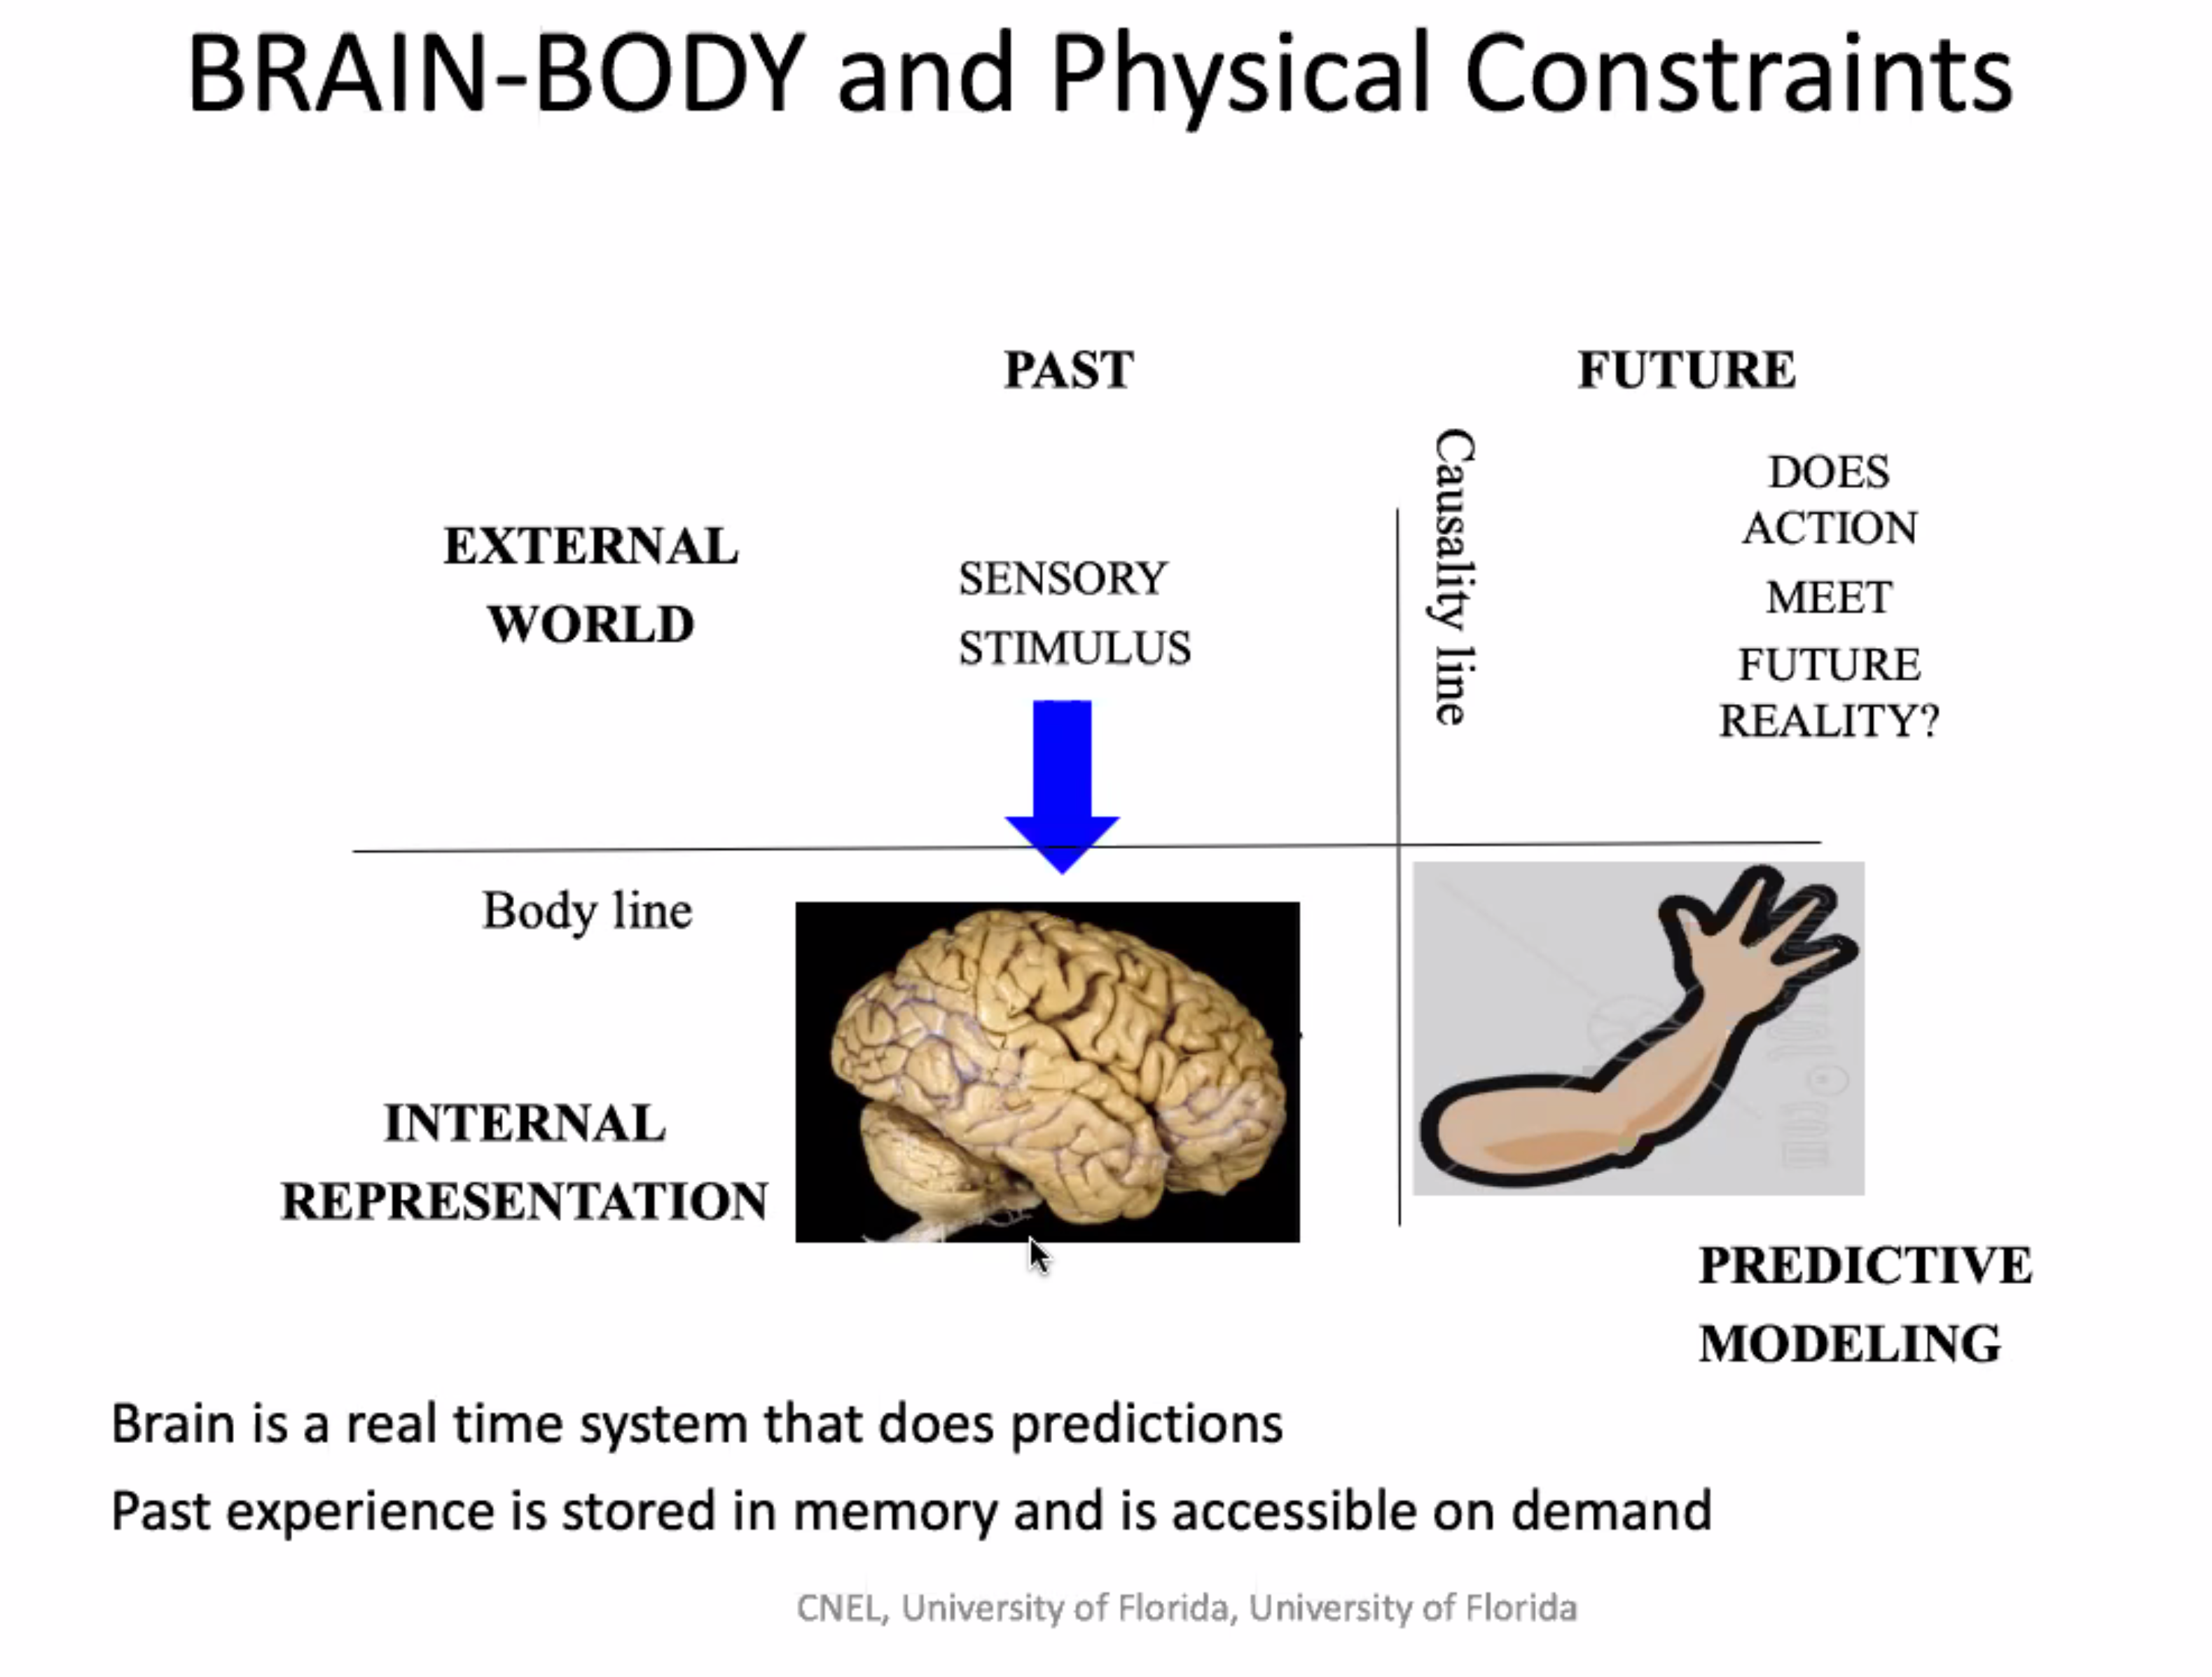 BRAIN-BODY and Physical Constraints
PAST
FUTURE
EXTERNAL
WORLD
SENSORY
STIMULUS
Causality line
DOES
ACTION
MEET
FUTURE
REALITY?
Body line
INTERNAL
REPRESENTATION
PREDICTIVE
MODELING
Brain is a real time system that does predictions
Past experience is stored in memory and is accessible on demand
CNEL, University of Florida, University of Florida